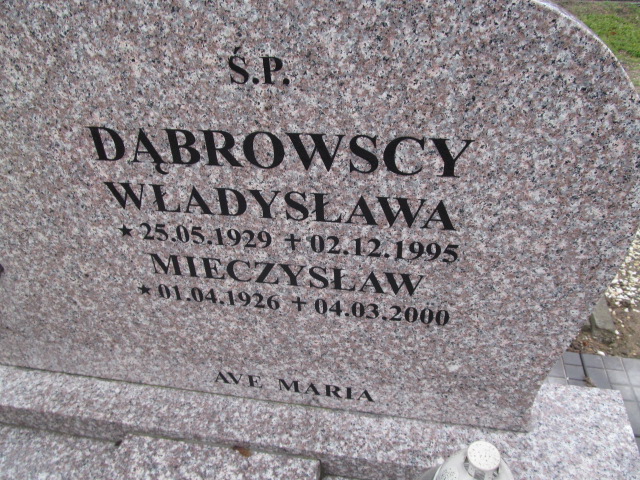 Ś.P.
DĄBROWSCY
WŁADYSŁAWA
★25.05.1929 ✝02.12.1995
MIECZYSŁAW
★01.04.1926 ✝04.03.2000
AVE MARIA